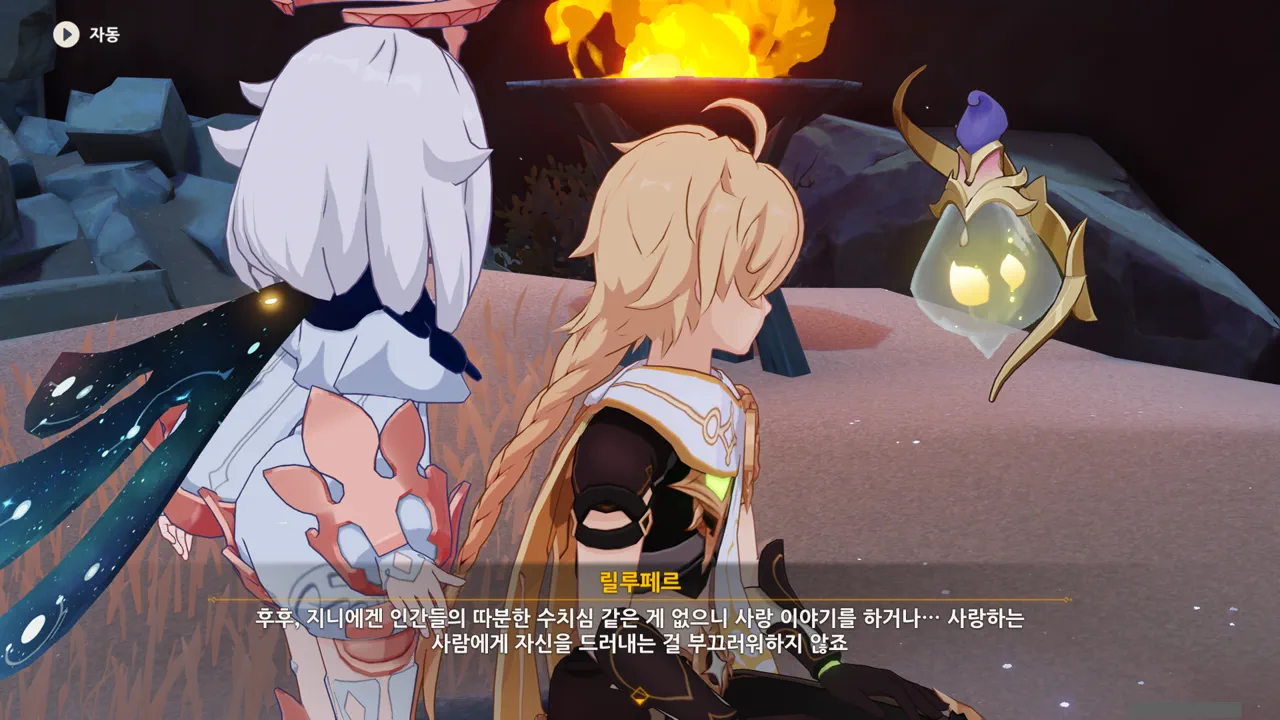 자동
릴루페르
후후, 지니에겐 인간들의 따분한 수치심 같은 게 없으니 사랑 이야기를 하거나… 사랑하는
사람에게 자신을 드러내는 걸 부끄러워하지 않죠